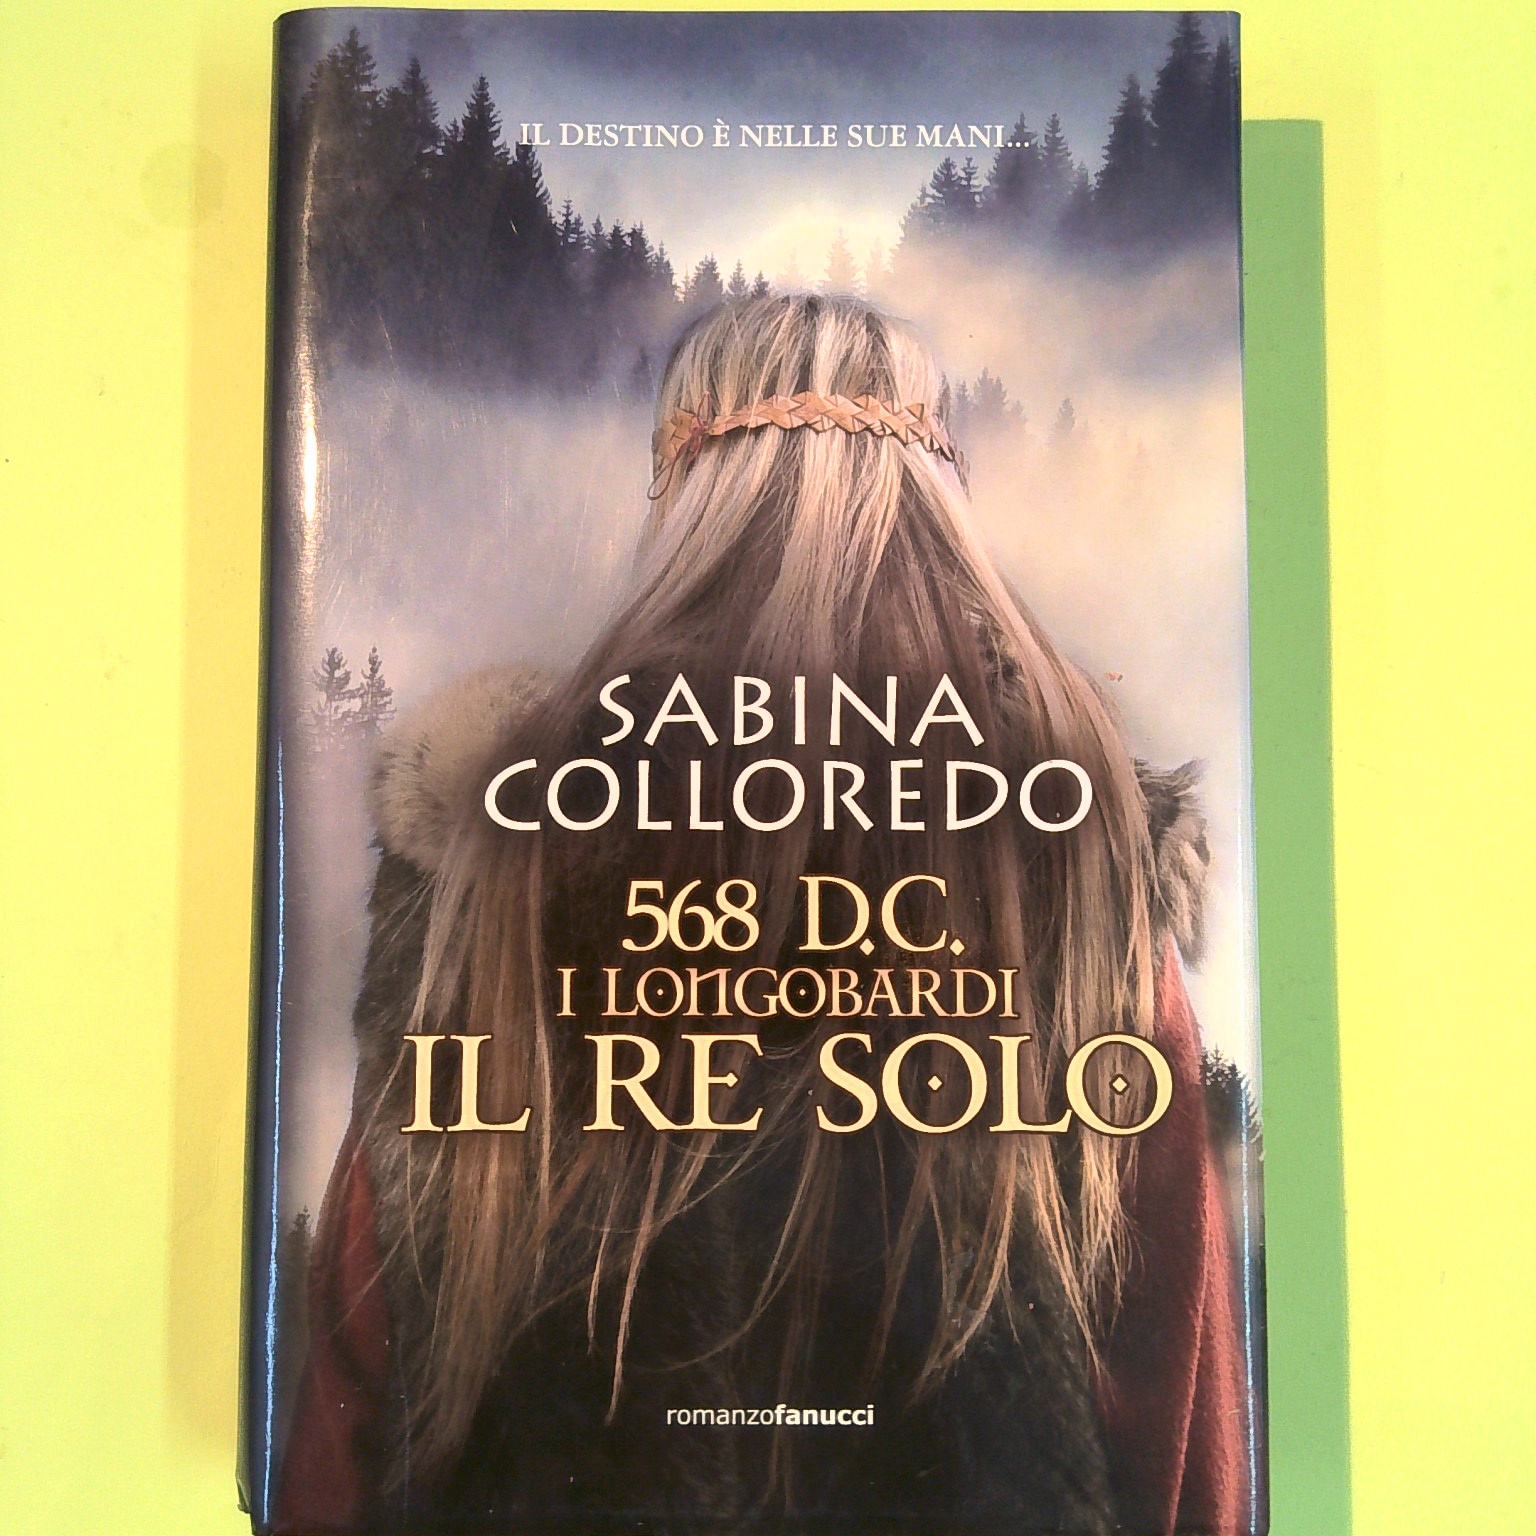 IL DESTINO È NELLE SUE MANI...
SABINA
COLLOREDO
568 D.C.
I LONGOBARDI
IL RE SOLO
romanzofanucci